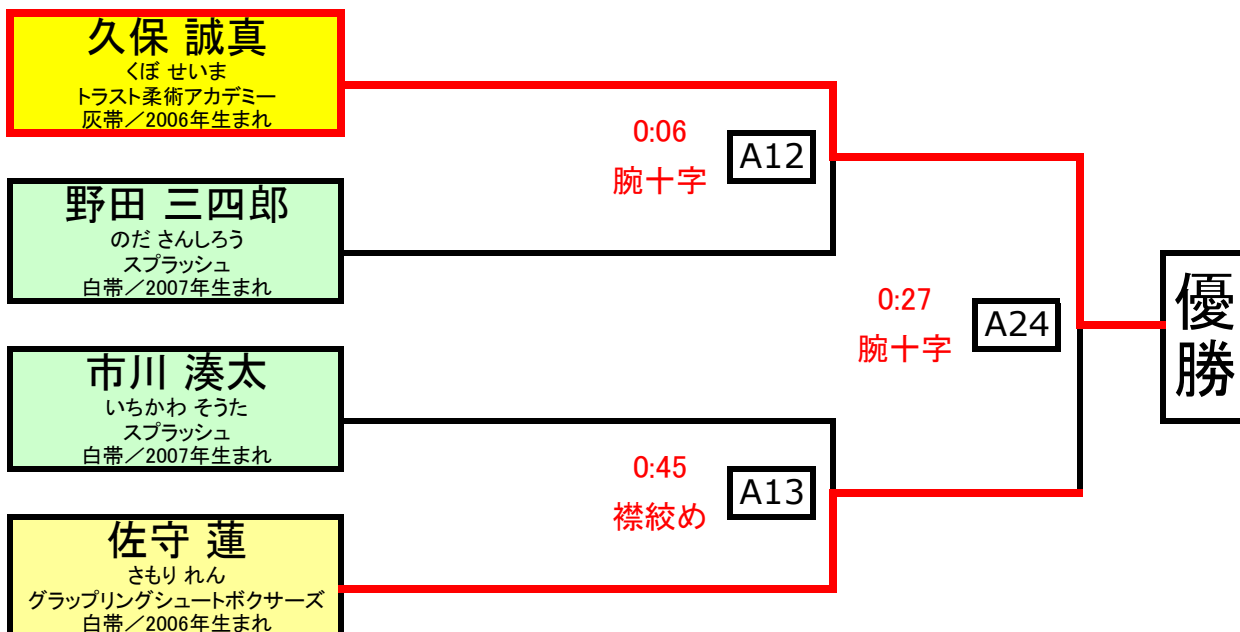 久保 誠真
くぼ せいま
トラスト柔術アカデミー
灰帯／2006年生まれ
0:06
腕十字
A12
野田 三四郎
のだ さんしろう
スプラッシュ
白帯／2007年生まれ
0:27
腕十字
A24
優勝
市川 湊太
いちかわ そうた
スプラッシュ
白帯／2007年生まれ
0:45
襟絞め
A13
佐守 蓮
さもり れん
グラップリングシュートボクサーズ
白帯／2006年生まれ